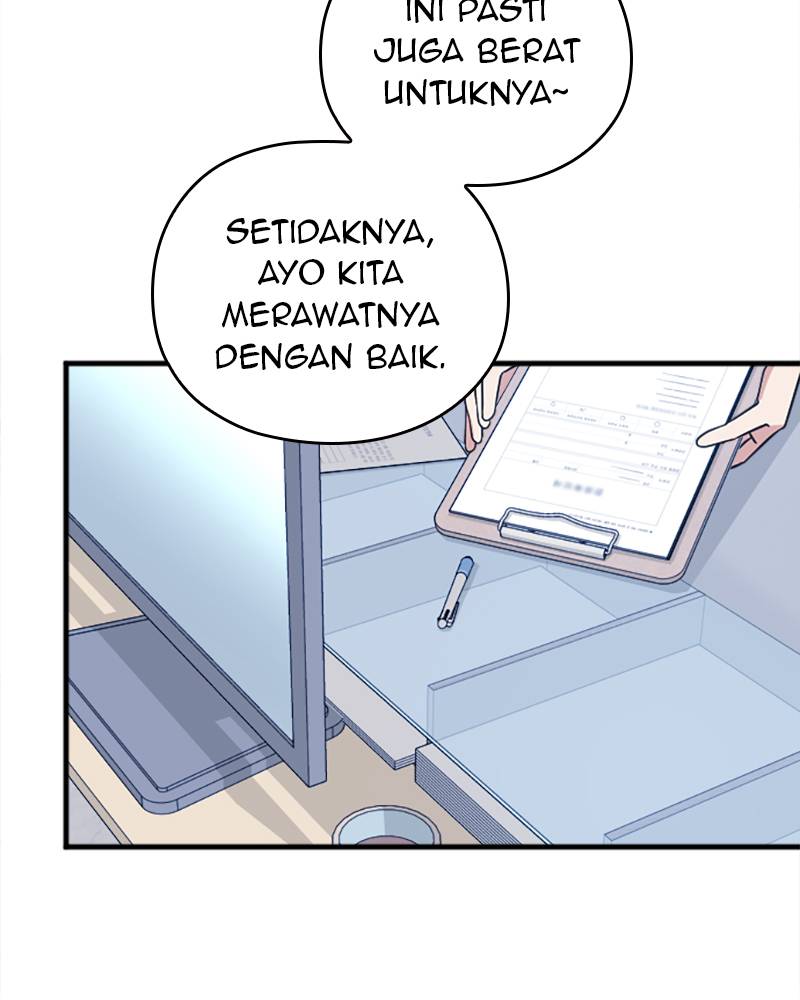 INI PASTI
JUGA BERAT
UNTUKNYA~
SETIDAKNYA,
AYO KITA
MERAWATNYA
DENGAN BAIK.